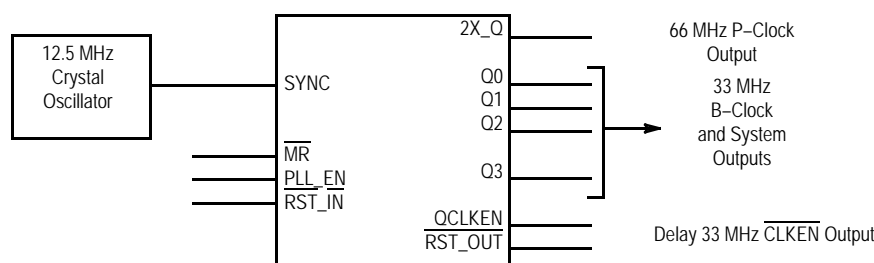 12.5 MHz
Crystal
Oscillator
SYNC
MR
PLL_EN
RST_IN
2X_Q
Q0
Q1
Q2
Q3
QCLKEN
RST_OUT
66 MHz P–Clock
Output
33 MHz
B–Clock
and System
Outputs
Delay 33 MHz CLKEN Output